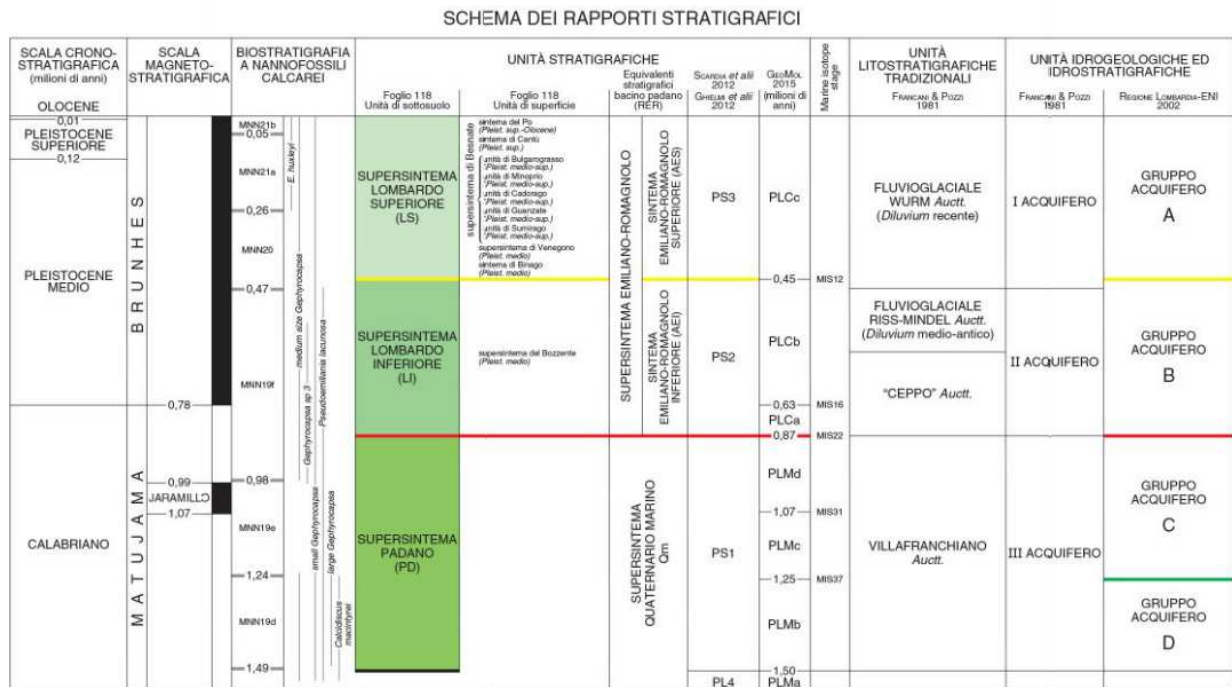 SCHEMA DEI RAPPORTI STRATIGRAFICI
SCALA CRONO-
STRATIGRAFICA
(milioni di anni)
SCALA
MAGNETO-
STRATIGRAFICA
BIOSTRATIGRAFIA
A NANNOFOSSILI
CALCAREI
UNITÀ STRATIGRAFICHE
Foglio 118
Unità di sottosuolo
Foglio 118
Unità di superficie
Equivalenti
stratigrafici
bacino padano
(RER)
SCARDIA et alii
2012
GHIELMI et alii
2012
GEOMOL
2015
(milioni di
anni)
Marine isotope
stage
UNITÀ
LITOSTRATIGRAFICHE
TRADIZIONALI
FRANCANI & POZZI
1981
UNITÀ IDROGEOLOGICHE ED
IDROSTRATIGRAFICHE
FRANCANI & POZZI
1981
REGIONE LOMBARDIA-ENI
2002
OLOCENE
0,01
PLEISTOCENE
SUPERIORE
0,12
PLEISTOCENE
MEDIO
CALABRIANO
BRUNHES
MATUJAMA
0,78
0,99
JARAMILLO
1,07
MNN21b
0,05
MNN21a
0,26
MNN20
0,47
MNN19f
0,98
MNN19e
1,24
MNN19d
1,49
E. huxleyi
medium size Gephyrocapsa
Gephyrocapsa sp 3
Pseudoemiliania lacunosa
small Gephyrocapsa
large Gephyrocapsa
Calcidiscus
macintyrei
SUPERSINTEMA
LOMBARDO
SUPERIORE
(LS)
SUPERSINTEMA
LOMBARDO
INFERIORE
(LI)
SUPERSINTEMA
PADANO
(PD)
supersintema di Besnate
sintema del Po
(Pleist. sup.-Olocene)
sintema di Cantù
(Pleist. sup.)
unità di Bulgarograsso
(Pleist. medio-sup.)
unità di Minoprio
(Pleist. medio-sup.)
unità di Cadorago
(Pleist. medio-sup.)
unità di Guanzate
(Pleist. medio-sup.)
unità di Sumirago
(Pleist. medio-sup.)
supersintema di Venegono
(Pleist. medio)
sintema di Binago
(Pleist. medio)
supersintema del Bozzente
(Pleist. medio)
SUPERSINTEMA EMILIANO-ROMAGNOLO
SINTEMA
EMILIANO-ROMAGNOLO
SUPERIORE (AES)
SINTEMA
EMILIANO-ROMAGNOLO
INFERIORE (AEI)
SUPERSINTEMA
QUATERNARIO MARINO
Qm
PS3
PS2
PS1
PL4
PLCc
0,45
PLCb
0,63
PLCa
0,87
PLMd
1,07
PLMc
1,25
PLMb
1,50
PLMa
MIS12
MIS16
MIS22
MIS31
MIS37
FLUVIOGLACIALE
WURM Auctt.
(Diluvium recente)
FLUVIOGLACIALE
RISS-MINDEL Auctt.
(Diluvium medio-antico)
"CEPPO" Auctt.
VILLAFRANCHIANO
Auctt.
I ACQUIFERO
II ACQUIFERO
III ACQUIFERO
GRUPPO
ACQUIFERO
A
GRUPPO
ACQUIFERO
B
GRUPPO
ACQUIFERO
C
GRUPPO
ACQUIFERO
D